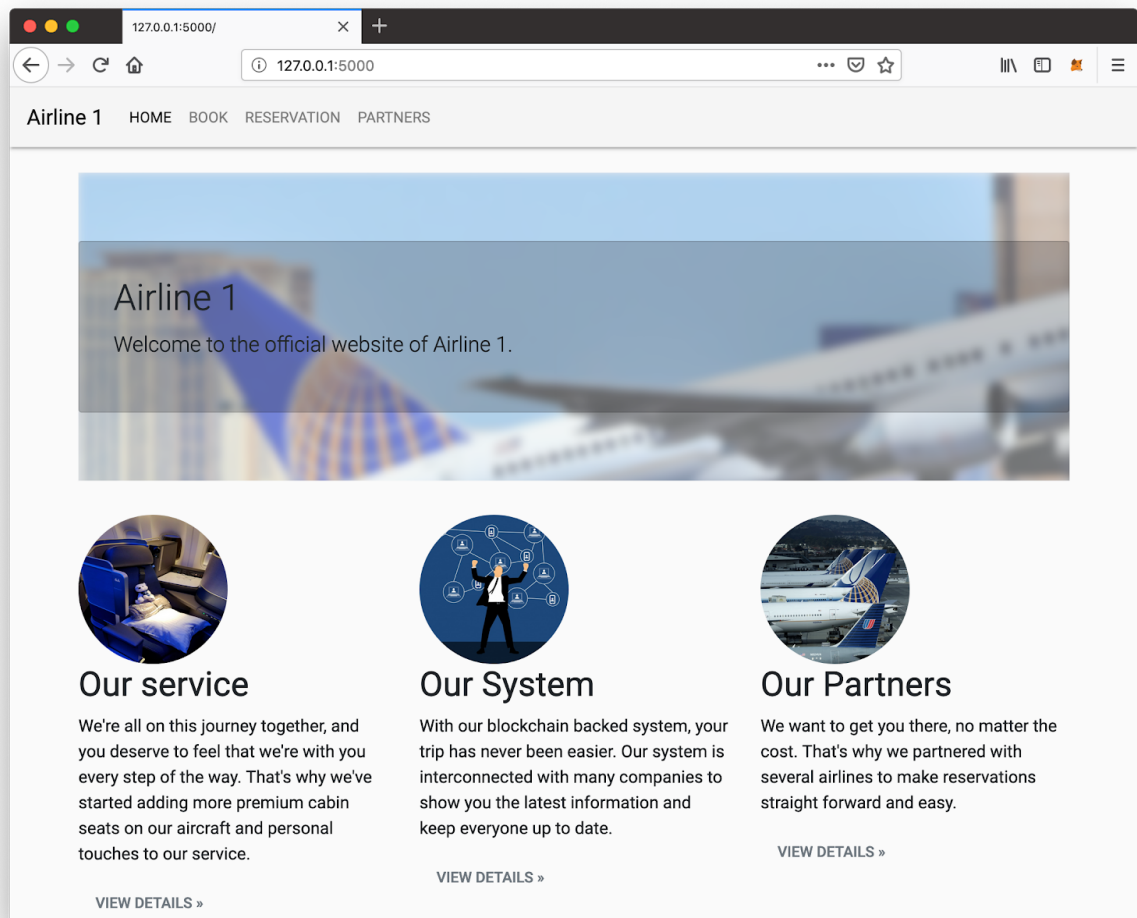 127.0.0.1:5000/
127.0.0.1:5000
Airline 1 HOME BOOK RESERVATION PARTNERS
Airline 1
Welcome to the official website of Airline 1.
Our service
We're all on this journey together, and
you deserve to feel that we're with you
every step of the way. That's why we've
started adding more premium cabin
seats on our aircraft and personal
touches to our service.
VIEW DETAILS »
Our System
With our blockchain backed system, your
trip has never been easier. Our system is
interconnected with many companies to
show you the latest information and
keep everyone up to date.
VIEW DETAILS »
Our Partners
We want to get you there, no matter the
cost. That's why we partnered with
several airlines to make reservations
straight forward and easy.
VIEW DETAILS »